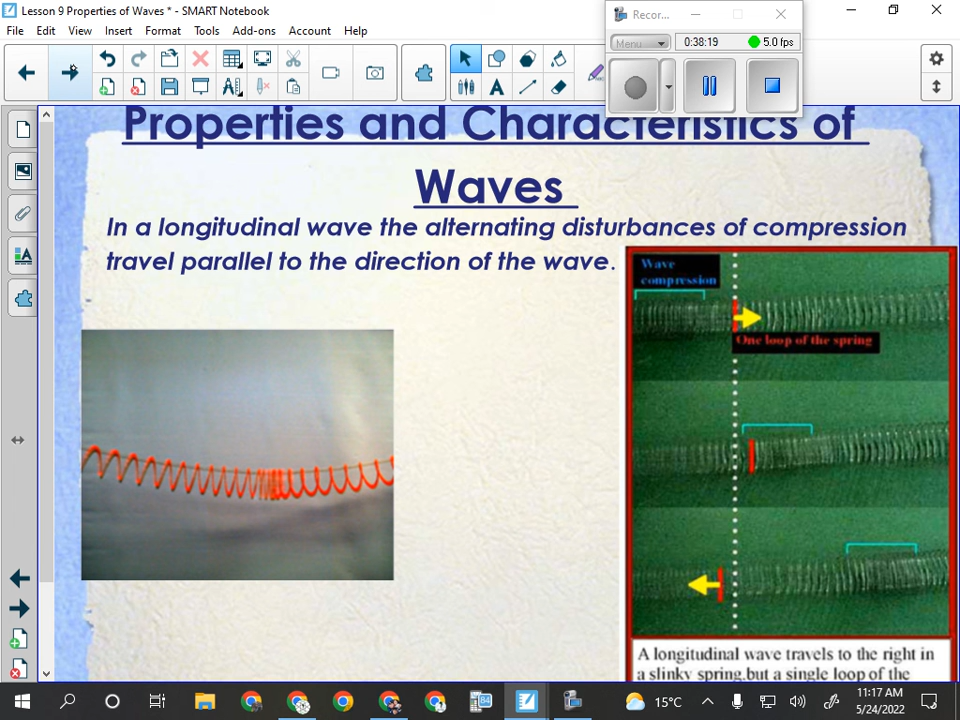 Lesson 9 Properties of Waves * - SMART Notebook
Recor...
File Edit View Insert Format Tools Add-ons Account Help
Menu 0:38:19 5.0 fps
Properties and Characteristics of
Waves
In a longitudinal wave the alternating disturbances of compression
travel parallel to the direction of the wave.
Wave
compression
One loop of the spring
A longitudinal wave travels to the right in
a slinky spring,but a single loop of the
15°C
11:17 AM
5/24/2022